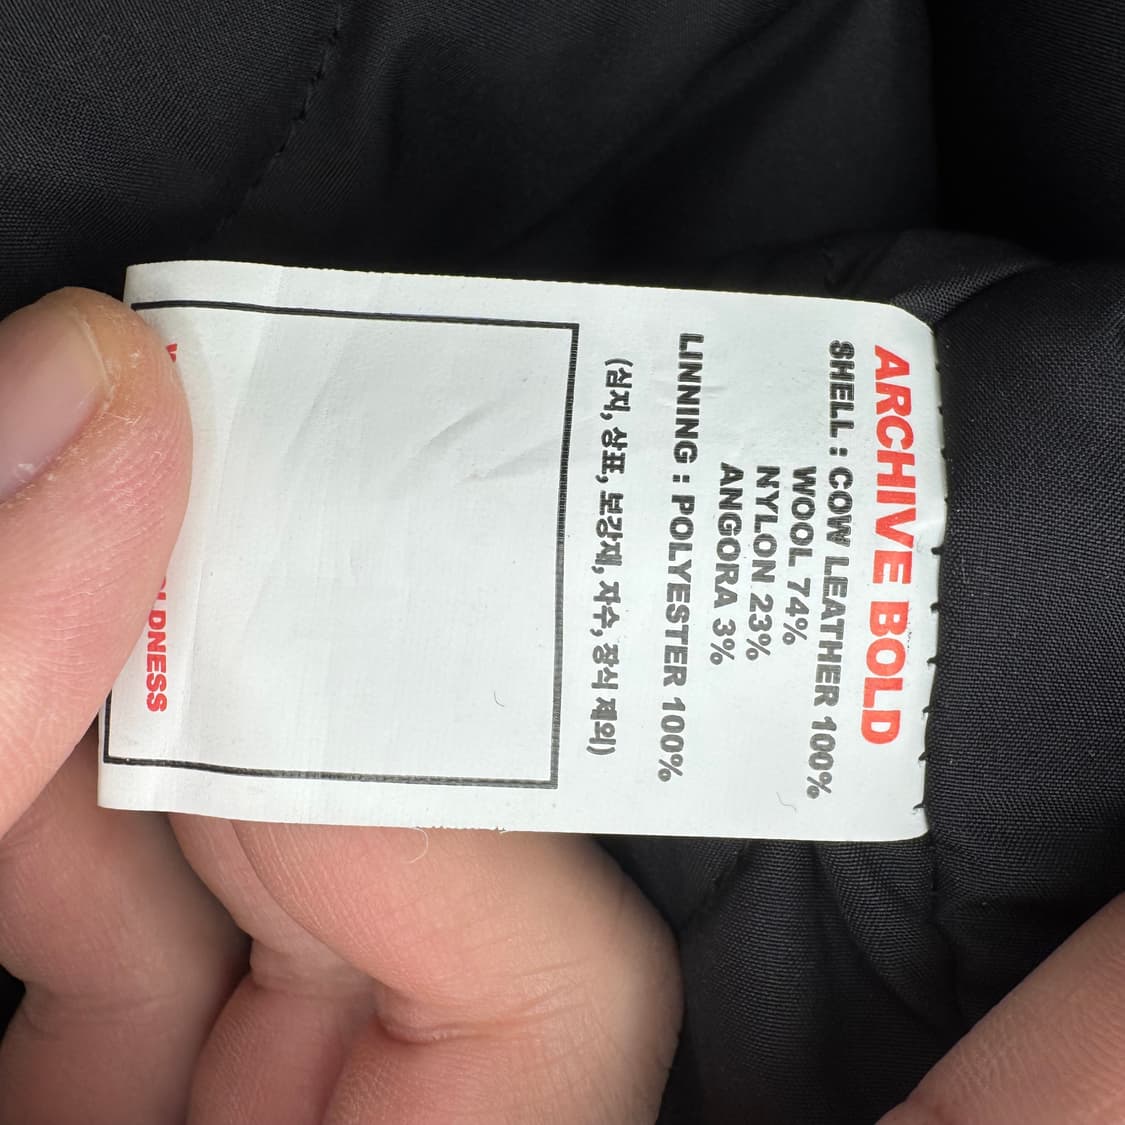 ARCHIVE BOLD
SHELL : COW LEATHER 100%
WOOL 74%
NYLON 23%
ANGORA 3%
LINNING : POLYESTER 100%
(심지, 상표, 보강재, 자수, 장식 제외)